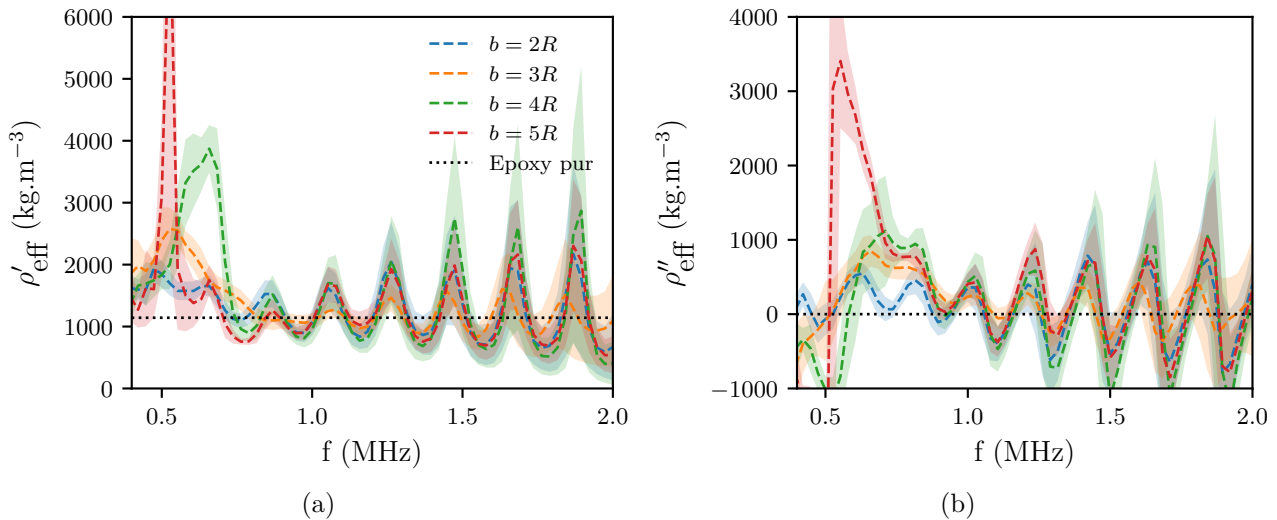 6000
5000
4000
3000
2000
1000
0
ρ′eff (kg.m−3)
0.5 1.0 1.5 2.0
f (MHz)
b = 2R
b = 3R
b = 4R
b = 5R
Epoxy pur
(a)
4000
3000
2000
1000
0
−1000
ρ″eff (kg.m−3)
0.5 1.0 1.5 2.0
f (MHz)
(b)